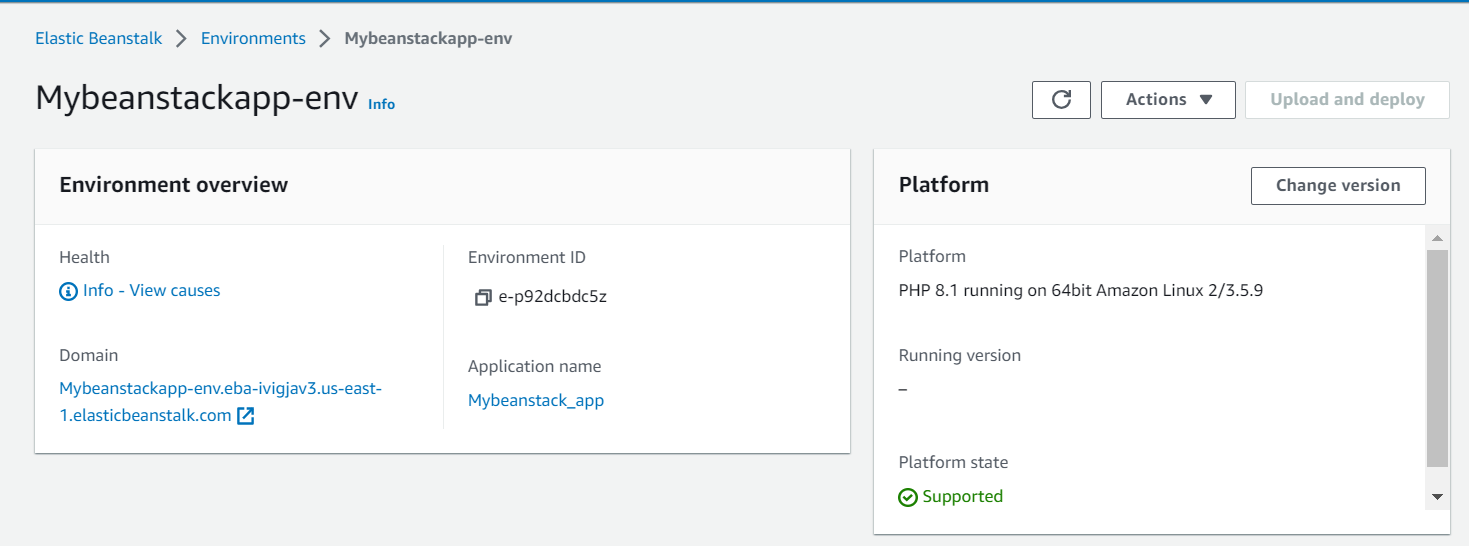 Elastic Beanstalk > Environments > Mybeanstackapp-env
Mybeanstackapp-env Info
Actions
Upload and deploy
Environment overview
Health
Info - View causes
Domain
Mybeanstackapp-env.eba-ivigjav3.us-east-
1.elasticbeanstalk.com
Environment ID
e-p92dcbdc5z
Application name
Mybeanstack_app
Platform
Change version
Platform
PHP 8.1 running on 64bit Amazon Linux 2/3.5.9
Running version
–
Platform state
Supported